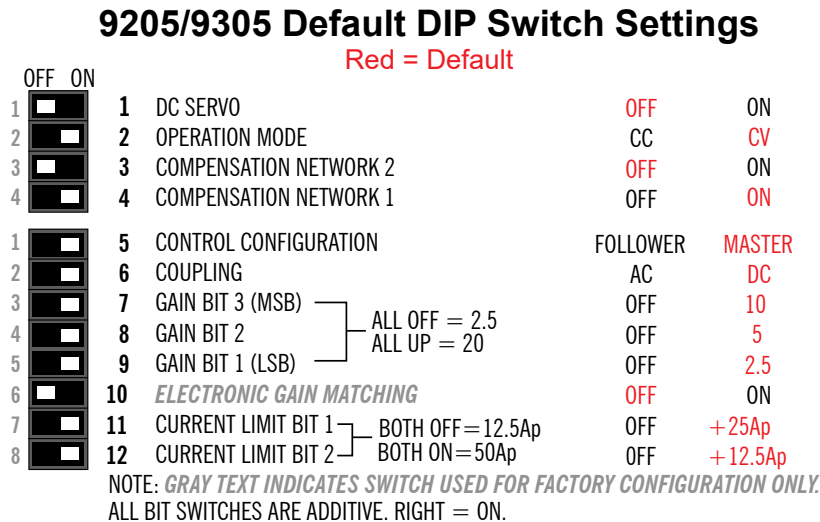 9205/9305 Default DIP Switch Settings
Red = Default
OFF ON
1 1 DC SERVO OFF ON
2 2 OPERATION MODE CC CV
3 3 COMPENSATION NETWORK 2 OFF ON
4 4 COMPENSATION NETWORK 1 OFF ON
1 5 CONTROL CONFIGURATION FOLLOWER MASTER
2 6 COUPLING AC DC
3 7 GAIN BIT 3 (MSB) OFF 10
ALL OFF = 2.5
4 8 GAIN BIT 2 OFF 5
ALL UP = 20
5 9 GAIN BIT 1 (LSB) OFF 2.5
6 10 ELECTRONIC GAIN MATCHING OFF ON
7 11 CURRENT LIMIT BIT 1 BOTH OFF=12.5Ap OFF +25Ap
8 12 CURRENT LIMIT BIT 2 BOTH ON=50Ap OFF +12.5Ap
NOTE: GRAY TEXT INDICATES SWITCH USED FOR FACTORY CONFIGURATION ONLY.
ALL BIT SWITCHES ARE ADDITIVE. RIGHT = ON.